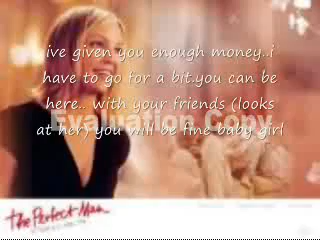 ive given you enough money..i
have to go for a bit.you can be
here.. with your friends (looks
at her) you will be fine baby girl
Evaluation Copy
The Perfect Man